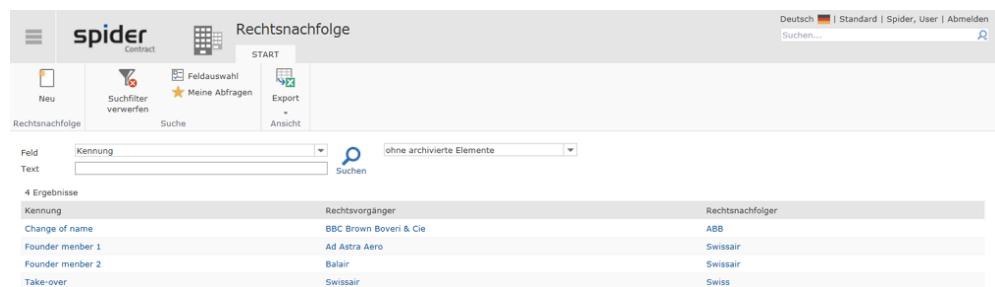 Deutsch | Standard | Spider, User | Abmelden
spider
Contract
Rechtsnachfolge
Suchen...
START
Neu
Suchfilter verwerfen
Feldauswahl
Meine Abfragen
Export
Rechtsnachfolge
Suche
Ansicht
Feld
Kennung
ohne archivierte Elemente
Text
Suchen
4 Ergebnisse
Kennung Rechtsvorgänger Rechtsnachfolger
Change of name BBC Brown Boveri & Cie ABB
Founder menber 1 Ad Astra Aero Swissair
Founder menber 2 Balair Swissair
Take-over Swissair Swiss